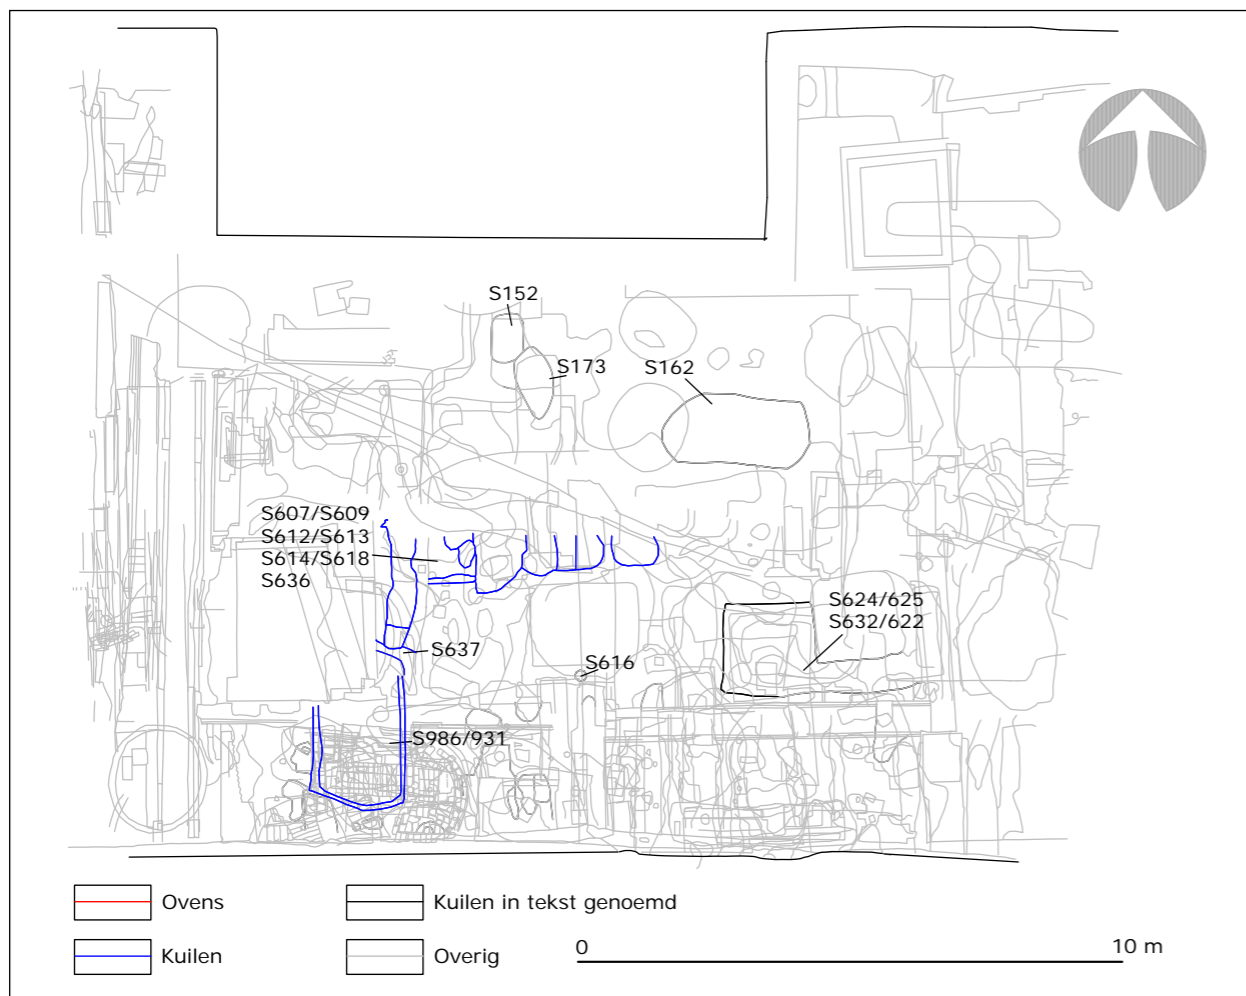 S152
S173
S162
S607/S609
S612/S613
S614/S618
S636
S624/625
S632/622
S637
S616
S986/931
Ovens
Kuilen in tekst genoemd
Kuilen
Overig
0
10 m